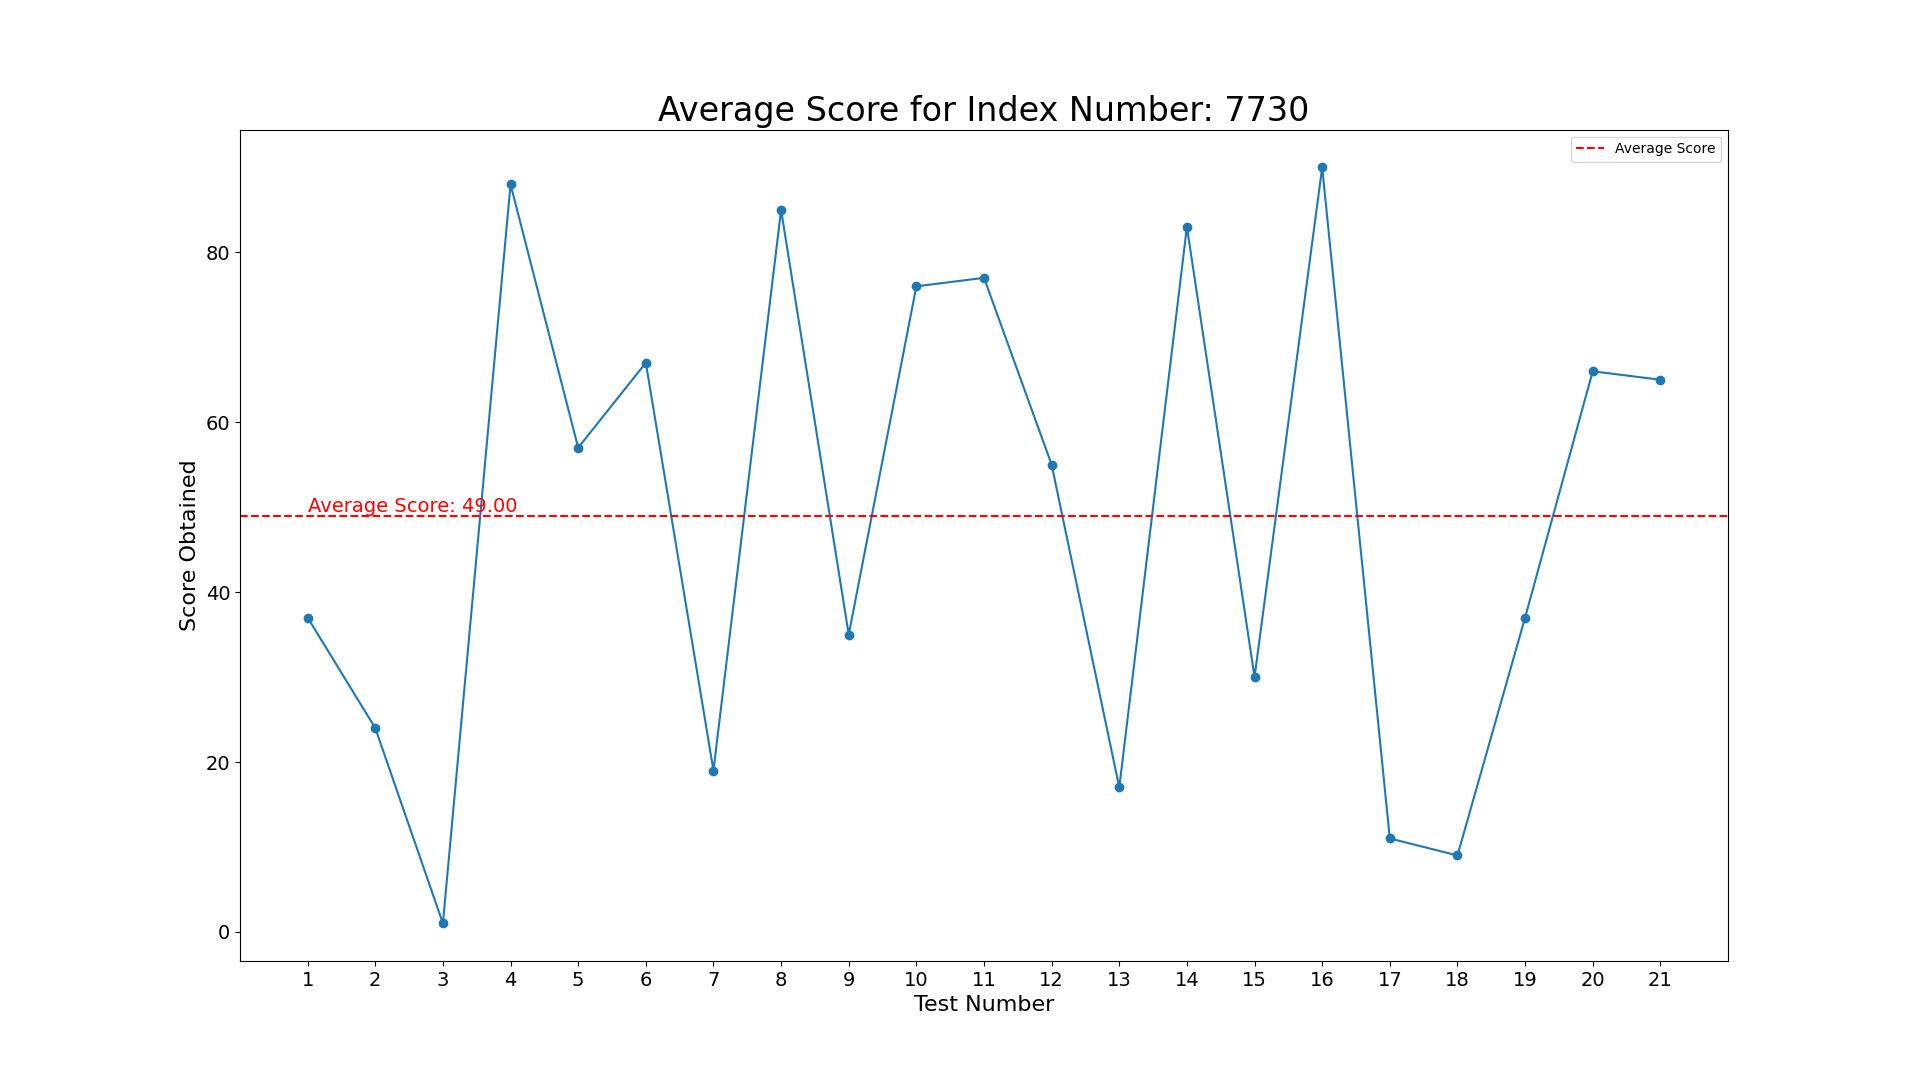 Average Score for Index Number: 7730
Average Score
80
60
40
20
0
Score Obtained
Average Score: 49.00
1 2 3 4 5 6 7 8 9 10 11 12 13 14 15 16 17 18 19 20 21
Test Number